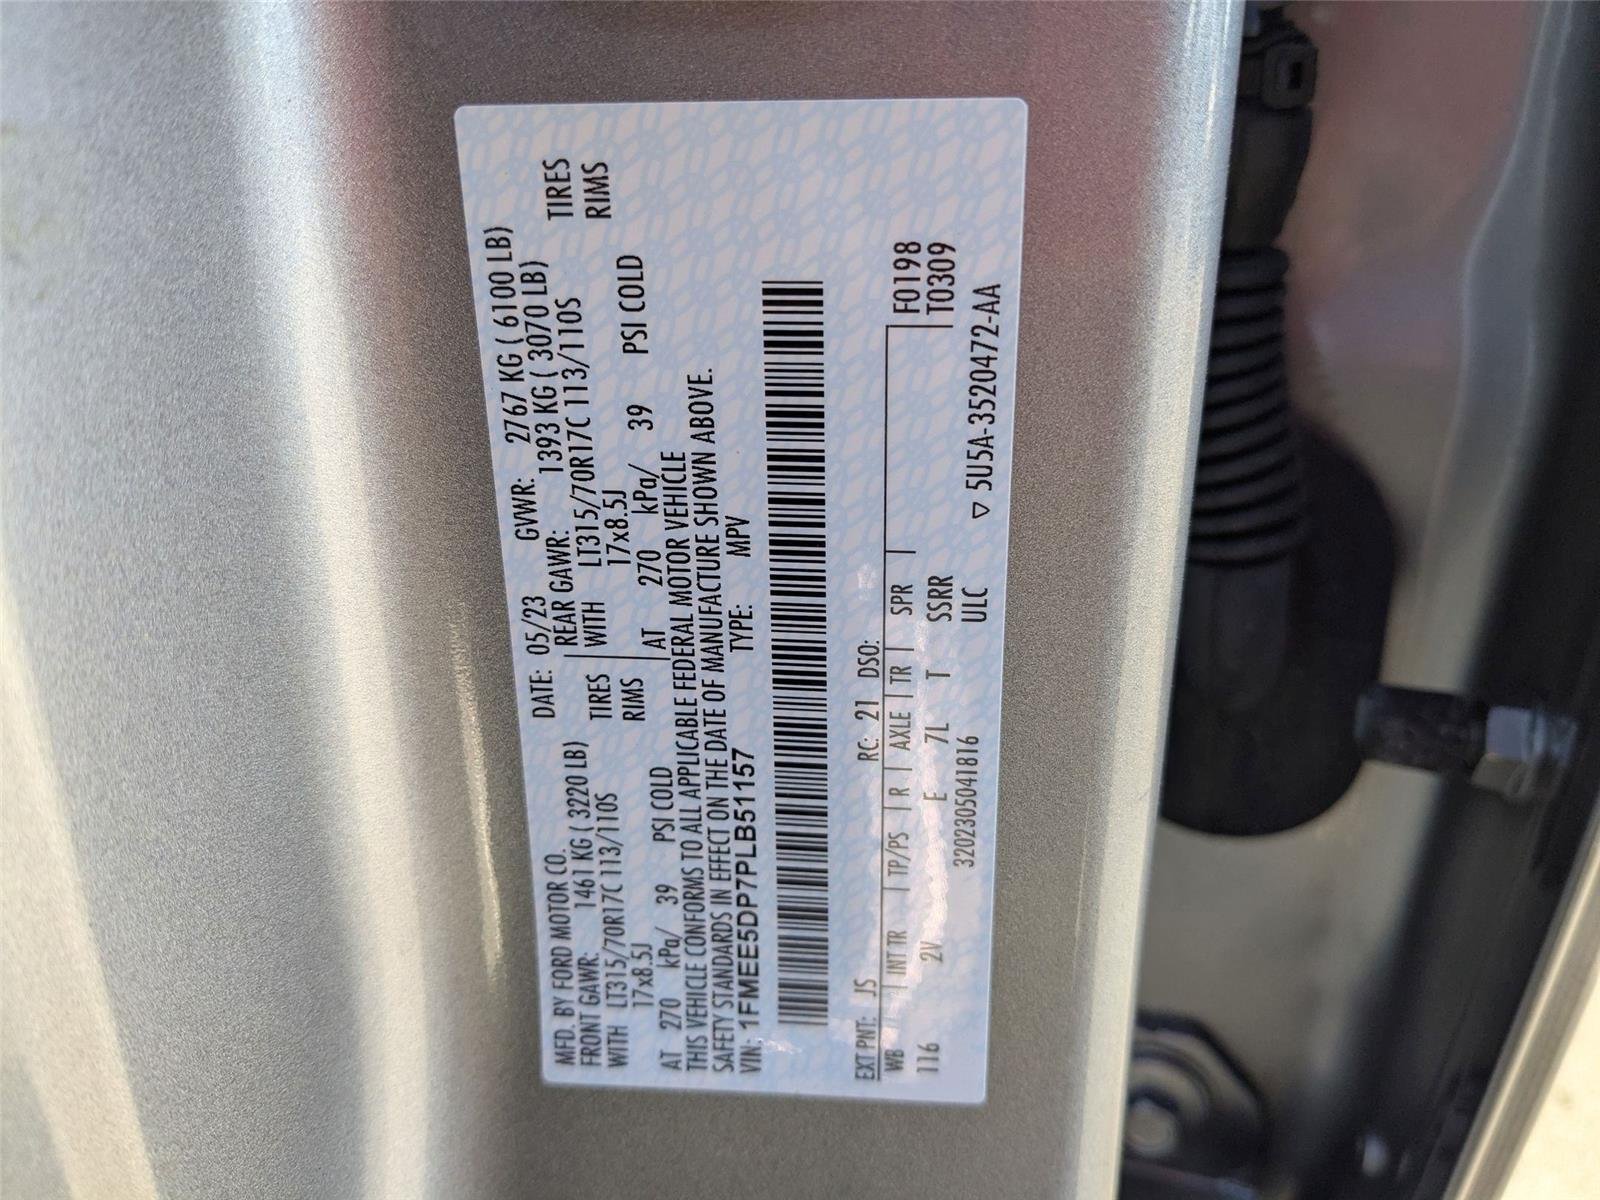 MFD. BY FORD MOTOR CO.
DATE: 05/23 GVWR: 2767 KG ( 6100 LB)
FRONT GAWR: 1461 KG ( 3220 LB) REAR GAWR: 1393 KG ( 3070 LB)
WITH LT315/70R17C 113/110S TIRES WITH LT315/70R17C 113/110S TIRES
17x8.5J RIMS 17x8.5J RIMS
AT 270 kPa/ 39 PSI COLD AT 270 kPa/ 39 PSI COLD
THIS VEHICLE CONFORMS TO ALL APPLICABLE FEDERAL MOTOR VEHICLE
SAFETY STANDARDS IN EFFECT ON THE DATE OF MANUFACTURE SHOWN ABOVE.
VIN: 1FMEE5DP7PLB51157 TYPE: MPV
EXT PNT: JS RC: 21 DSO:
WB INT TR TP/PS R AXLE TR SPR F0198
116 2V E 7L T SSRR T0309
3202305041816 ULC
▽ 5U5A-3520472-AA